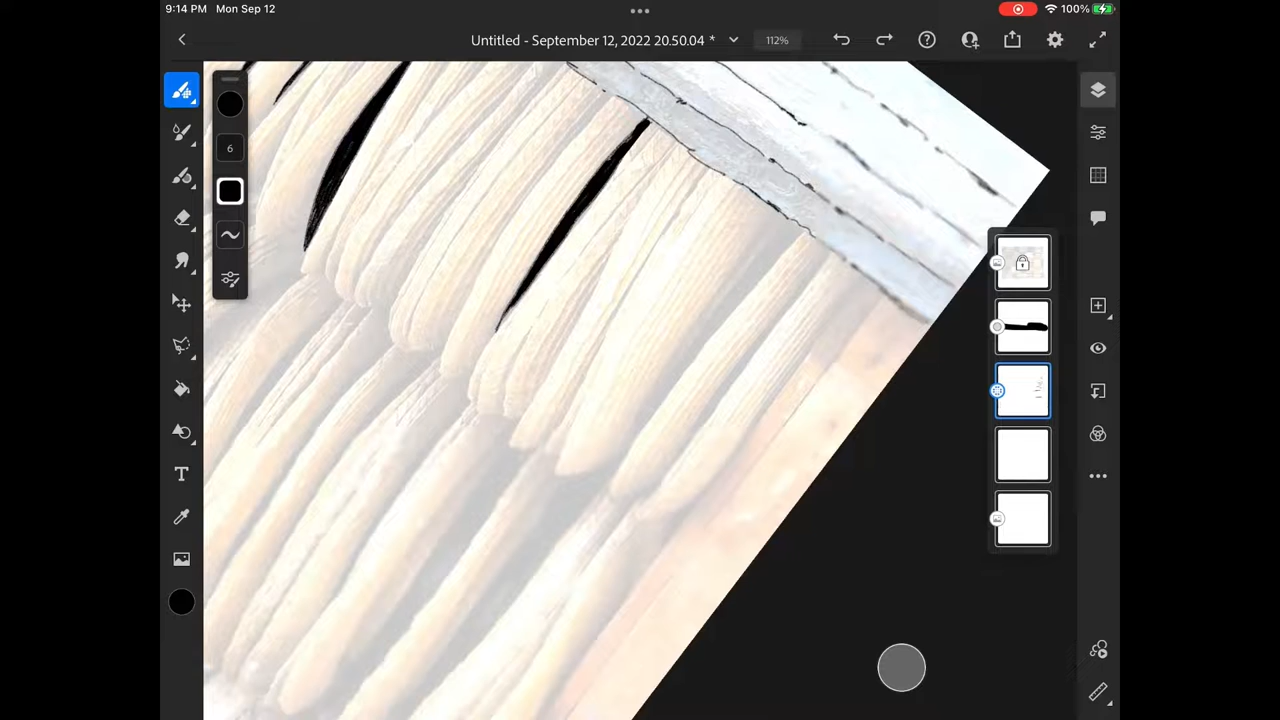 9:14 PM Mon Sep 12
100%
Untitled - September 12, 2022 20.50.04 *
112%
6
T